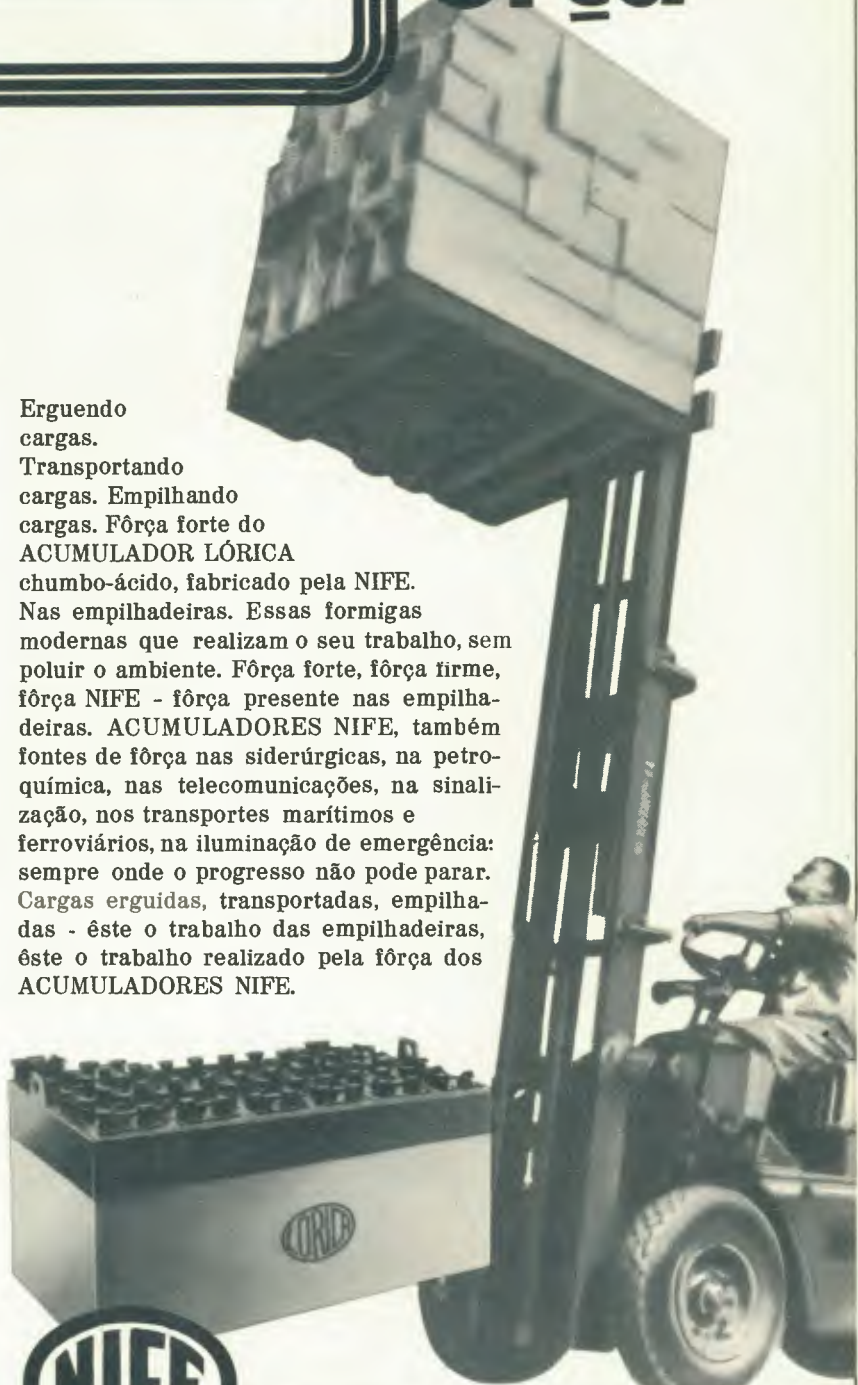 Erguendo
cargas.
Transportando
cargas. Empilhando
cargas. Fôrça forte do
ACUMULADOR LÓRICA
chumbo-ácido, fabricado pela NIFE.
Nas empilhadeiras. Essas formigas
modernas que realizam o seu trabalho, sem
poluir o ambiente. Fôrça forte, fôrça firme,
fôrça NIFE - fôrça presente nas empilha-
deiras. ACUMULADORES NIFE, também
fontes de fôrça nas siderúrgicas, na petro-
química, nas telecomunicações, na sinali-
zação, nos transportes marítimos e
ferroviários, na iluminação de emergência:
sempre onde o progresso não pode parar.
Cargas erguidas, transportadas, empilha-
das - êste o trabalho das empilhadeiras,
êste o trabalho realizado pela fôrça dos
ACUMULADORES NIFE.
LORICA
NIFE